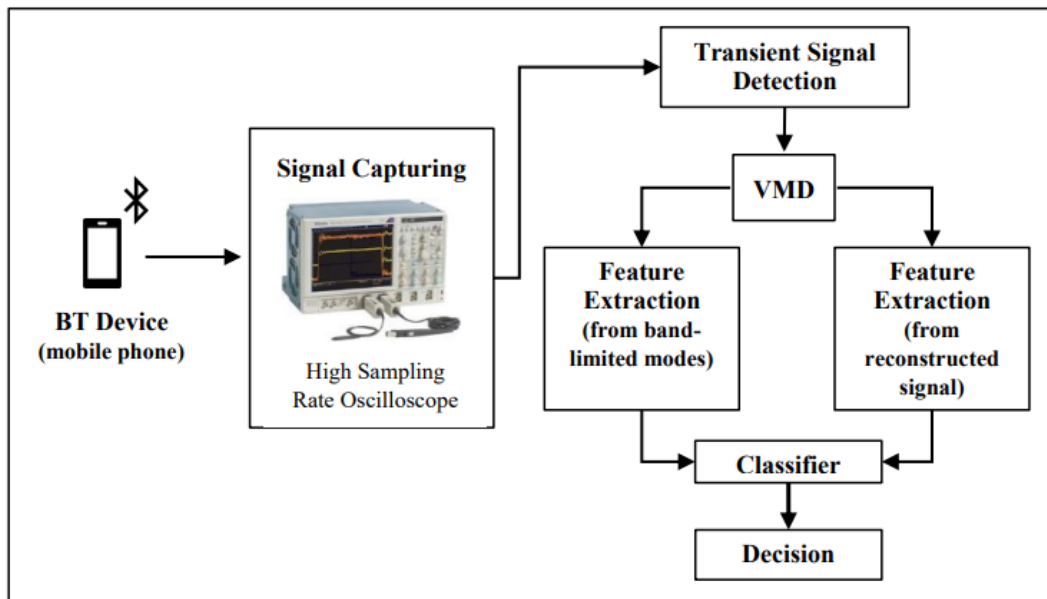 BT Device
(mobile phone)
Signal Capturing
High Sampling
Rate Oscilloscope
Transient Signal
Detection
VMD
Feature
Extraction
(from band-
limited modes)
Feature
Extraction
(from
reconstructed
signal)
Classifier
Decision